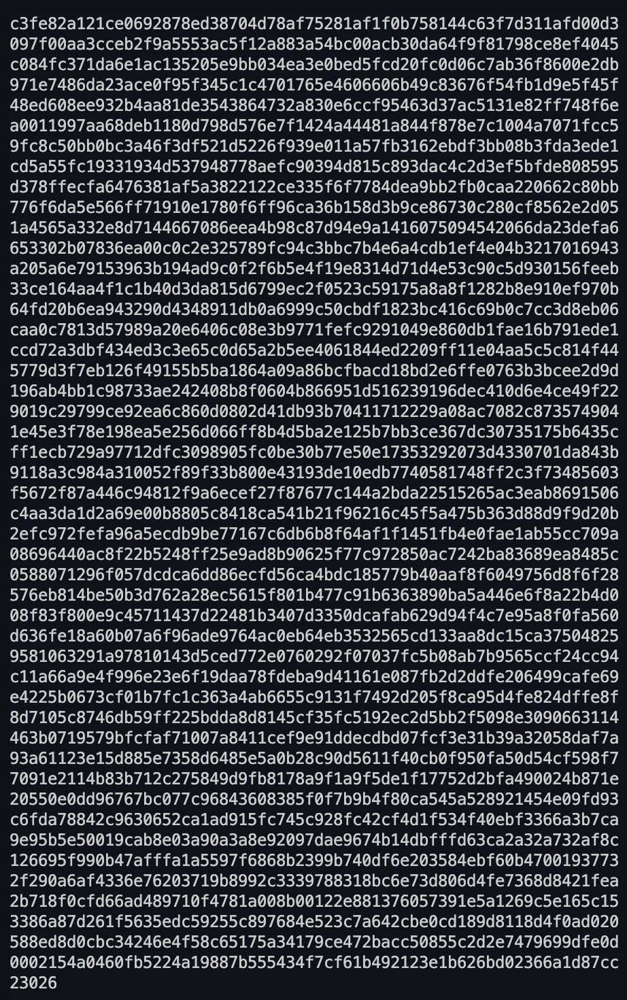 c3fe82a121ce0692878ed38704d78af75281af1f0b758144c63f7d311afd00d3
097f00aa3cceb2f9a5553ac5f12a883a54bc00acb30da64f9f81798ce8ef4045
c084fc371da6e1ac135205e9bb034ea3e0bed5fcd20fc0d06c7ab36f8600e2db
971e7486da23ace0f95f345c1c4701765e4606606b49c83676f54fb1d9e5f45f
48ed608ee932b4aa81de3543864732a830e6ccf95463d37ac5131e82ff748f6e
a0011997aa68deb1180d798d576e7f1424a44481a844f878e7c1004a7071fcc5
9fc8c50bb0bc3a46f3df521d5226f939e011a57fb3162ebdf3bb08b3fda3ede1
cd5a55fc19331934d537948778aefc90394d815c893dac4c2d3ef5bfde808595
d378ffecfa6476381af5a3822122ce335f6f7784dea9bb2fb0caa220662c80bb
776f6da5e566ff71910e1780f6ff96ca36b158d3b9ce86730c280cf8562e2d05
1a4565a332e8d7144667086eea4b98c87d94e9a1416075094542066da23defa6
653302b07836ea00c0c2e325789fc94c3bbc7b4e6a4cdb1ef4e04b3217016943
a205a6e79153963b194ad9c0f2f6b5e4f19e8314d71d4e53c90c5d930156feeb
33ce164aa4f1c1b40d3da815d6799ec2f0523c59175a8a8f1282b8e910ef970b
64fd20b6ea943290d4348911db0a6999c50cbdf1823bc416c69b0c7cc3d8eb06
caa0c7813d57989a20e6406c08e3b9771fefc9291049e860db1fae16b791ede1
ccd72a3dbf434ed3c3e65c0d65a2b5ee4061844ed2209ff11e04aa5c5c814f44
5779d3f7eb126f49155b5ba1864a09a86bcfbacd18bd2e6ffe0763b3bcee2d9d
196ab4bb1c98733ae242408b8f0604b866951d516239196dec410d6e4ce49f22
9019c29799ce92ea6c860d0802d41db93b70411712229a08ac7082c873574904
1e45e3f78e198ea5e256d066ff8b4d5ba2e125b7bb3ce367dc30735175b6435c
ff1ecb729a97712dfc3098905fc0be30b77e50e17353292073d4330701da843b
9118a3c984a310052f89f33b800e43193de10edb7740581748ff2c3f73485603
f5672f87a446c94812f9a6ecef27f87677c144a2bda22515265ac3eab8691506
c4aa3da1d2a69e00b8805c8418ca541b21f96216c45f5a475b363d88d9f9d20b
2efc972fefa96a5ecdb9be77167c6db6b8f64af1f1451fb4e0fae1ab55cc709a
08696440ac8f22b5248ff25e9ad8b90625f77c972850ac7242ba83689ea8485c
0588071296f057dcdca6dd86ecfd56ca4bdc185779b40aaf8f6049756d8f6f28
576eb814be50b3d762a28ec5615f801b477c91b6363890ba5a446e6f8a22b4d0
08f83f800e9c45711437d22481b3407d3350dcafab629d94f4c7e95a8f0fa560
d636fe18a60b07a6f96ade9764ac0eb64eb3532565cd133aa8dc15ca37504825
9581063291a97810143d5ced772e0760292f07037fc5b08ab7b9565ccf24cc94
c11a66a9e4f996e23e6f19daa78fdeba9d41161e087fb2d2ddfe206499cafe69
e4225b0673cf01b7fc1c363a4ab6655c9131f7492d205f8ca95d4fe824dffe8f
8d7105c8746db59ff225bdda8d8145cf35fc5192ec2d5bb2f5098e3090663114
463b0719579bfcfaf71007a8411cef9e91ddecdbd07fcf3e31b39a32058daf7a
93a61123e15d885e7358d6485e5a0b28c90d5611f40cb0f950fa50d54cf598f7
7091e2114b83b712c275849d9fb8178a9f1a9f5de1f17752d2bfa490024b871e
20550e0dd96767bc077c96843608385f0f7b9b4f80ca545a528921454e09fd93
c6fda78842c9630652ca1ad915fc745c928fc42cf4d1f534f40ebf3366a3b7ca
9e95b5e50019cab8e03a90a3a8e92097dae9674b14dbfffd63ca2a32a732af8c
126695f990b47afffa1a5597f6868b2399b740df6e203584ebf60b4700193773
2f290a6af4336e76203719b8992c3339788318bc6e73d806d4fe7368d8421fea
2b718f0cfd66ad489710f4781a008b00122e881376057391e5a1269c5e165c15
3386a87d261f5635edc59255c897684e523c7a642cbe0cd189d8118d4f0ad020
588ed8d0cbc34246e4f58c65175a34179ce472bacc50855c2d2e7479699dfe0d
0002154a0460fb5224a19887b555434f7cf61b492123e1b626bd02366a1d87cc
23026